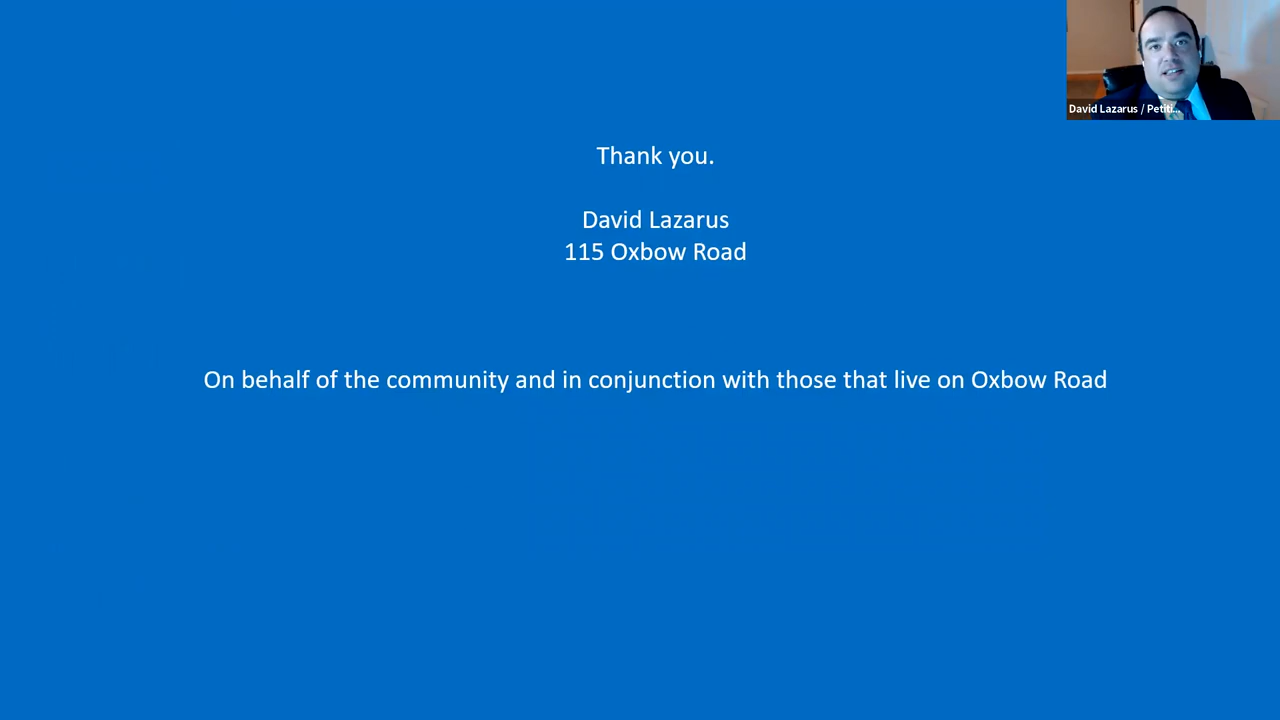 David Lazarus / Petiti...
Thank you.
David Lazarus
115 Oxbow Road
On behalf of the community and in conjunction with those that live on Oxbow Road